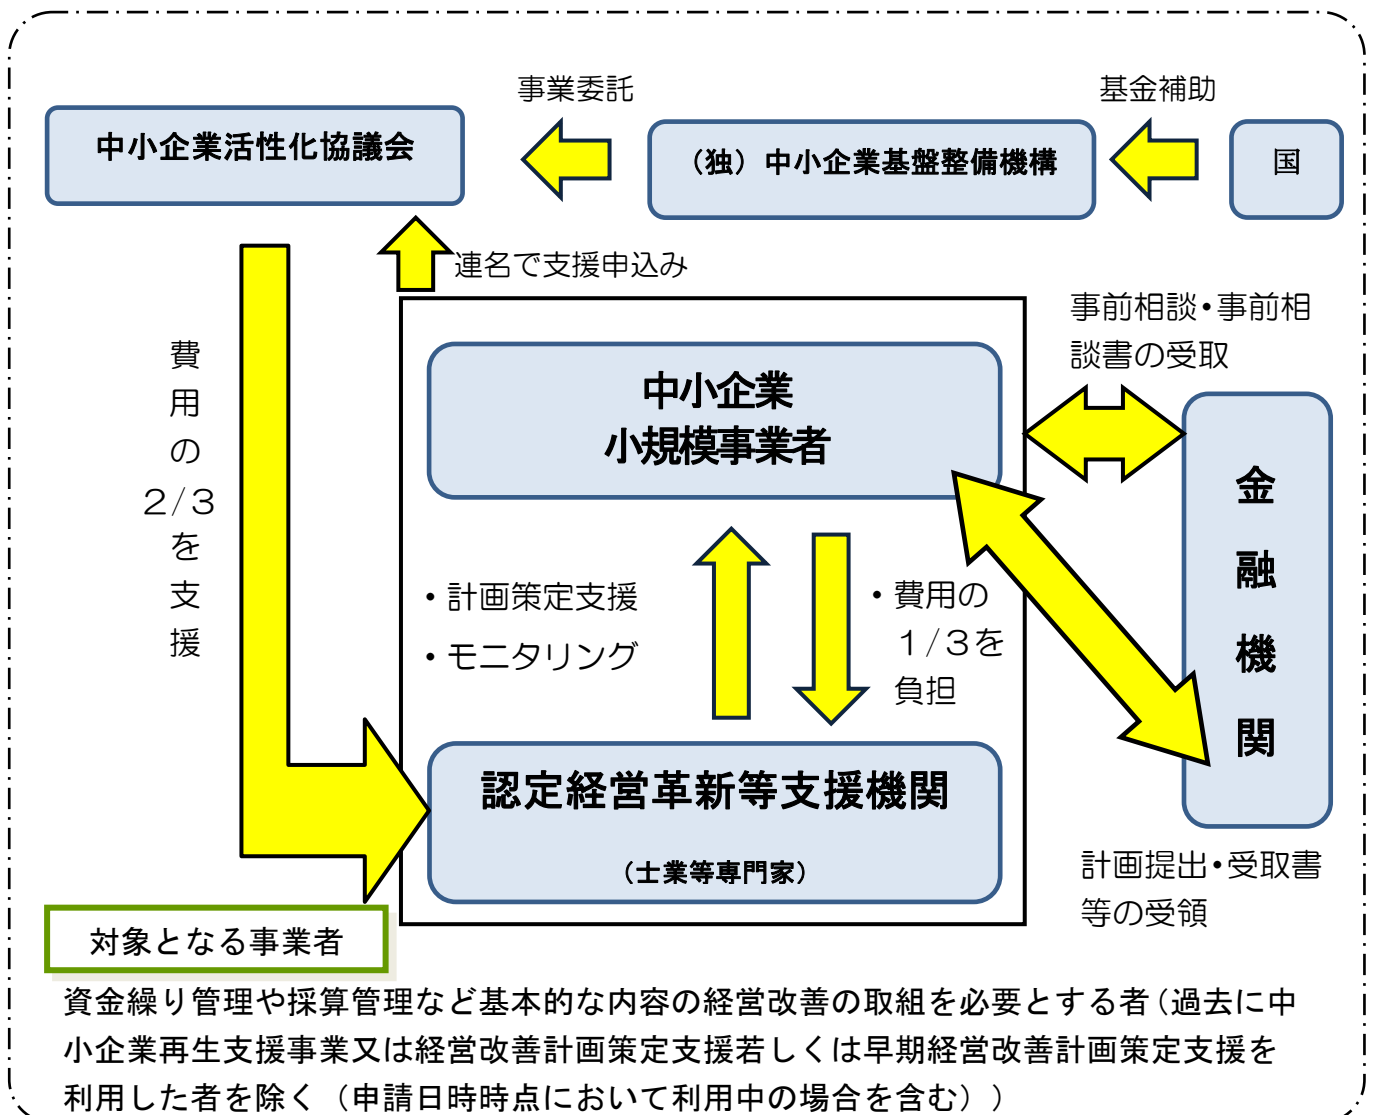 事業委託
基金補助
中小企業活性化協議会
（独）中小企業基盤整備機構
国
連名で支援申込み
事前相談・事前相
談書の受取
費用の2/3を支援
中小企業
小規模事業者
金融機関
・計画策定支援
・モニタリング
・費用の
1/3を
負担
認定経営革新等支援機関
（士業等専門家）
計画提出・受取書
等の受領
対象となる事業者
資金繰り管理や採算管理など基本的な内容の経営改善の取組を必要とする者（過去に中
小企業再生支援事業又は経営改善計画策定支援若しくは早期経営改善計画策定支援を
利用した者を除く（申請日時時点において利用中の場合を含む））